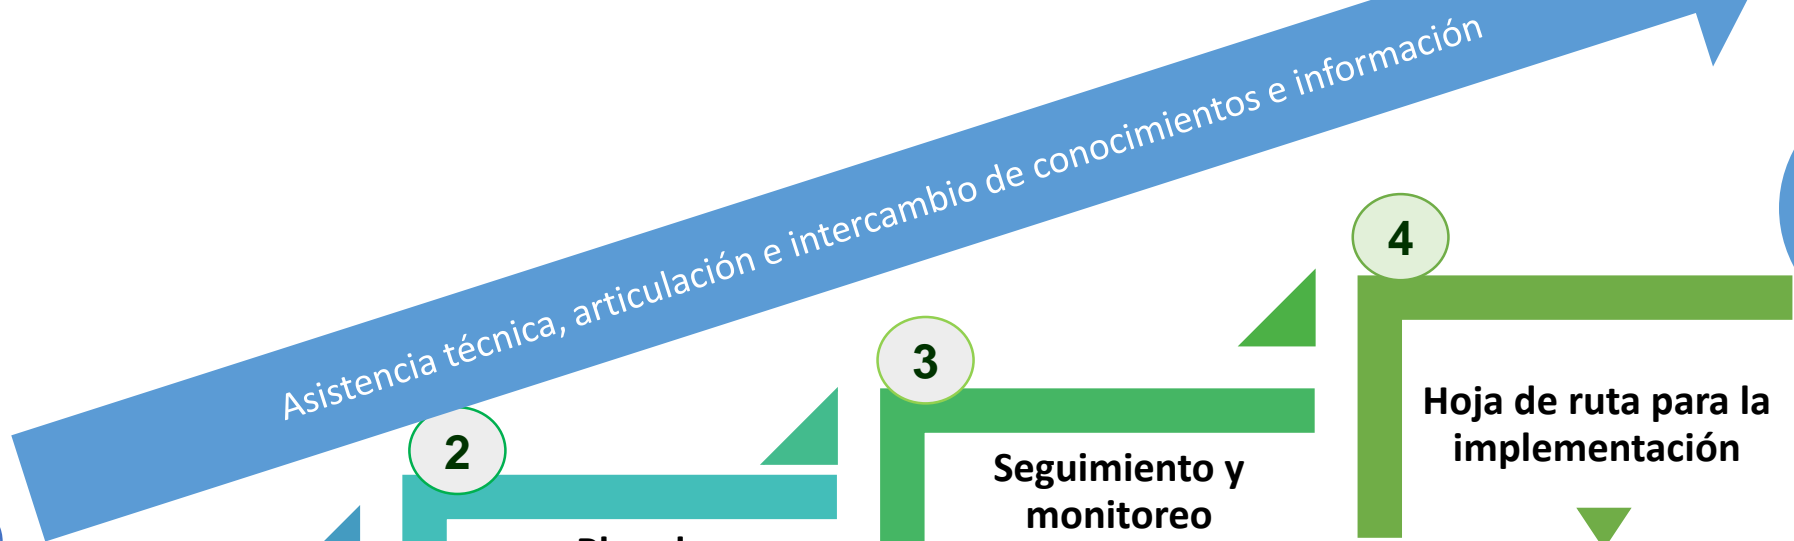 Asistencia técnica, articulación e intercambio de conocimientos e información
4
3
Hoja de ruta para la
implementación
2
Seguimiento y
monitoreo